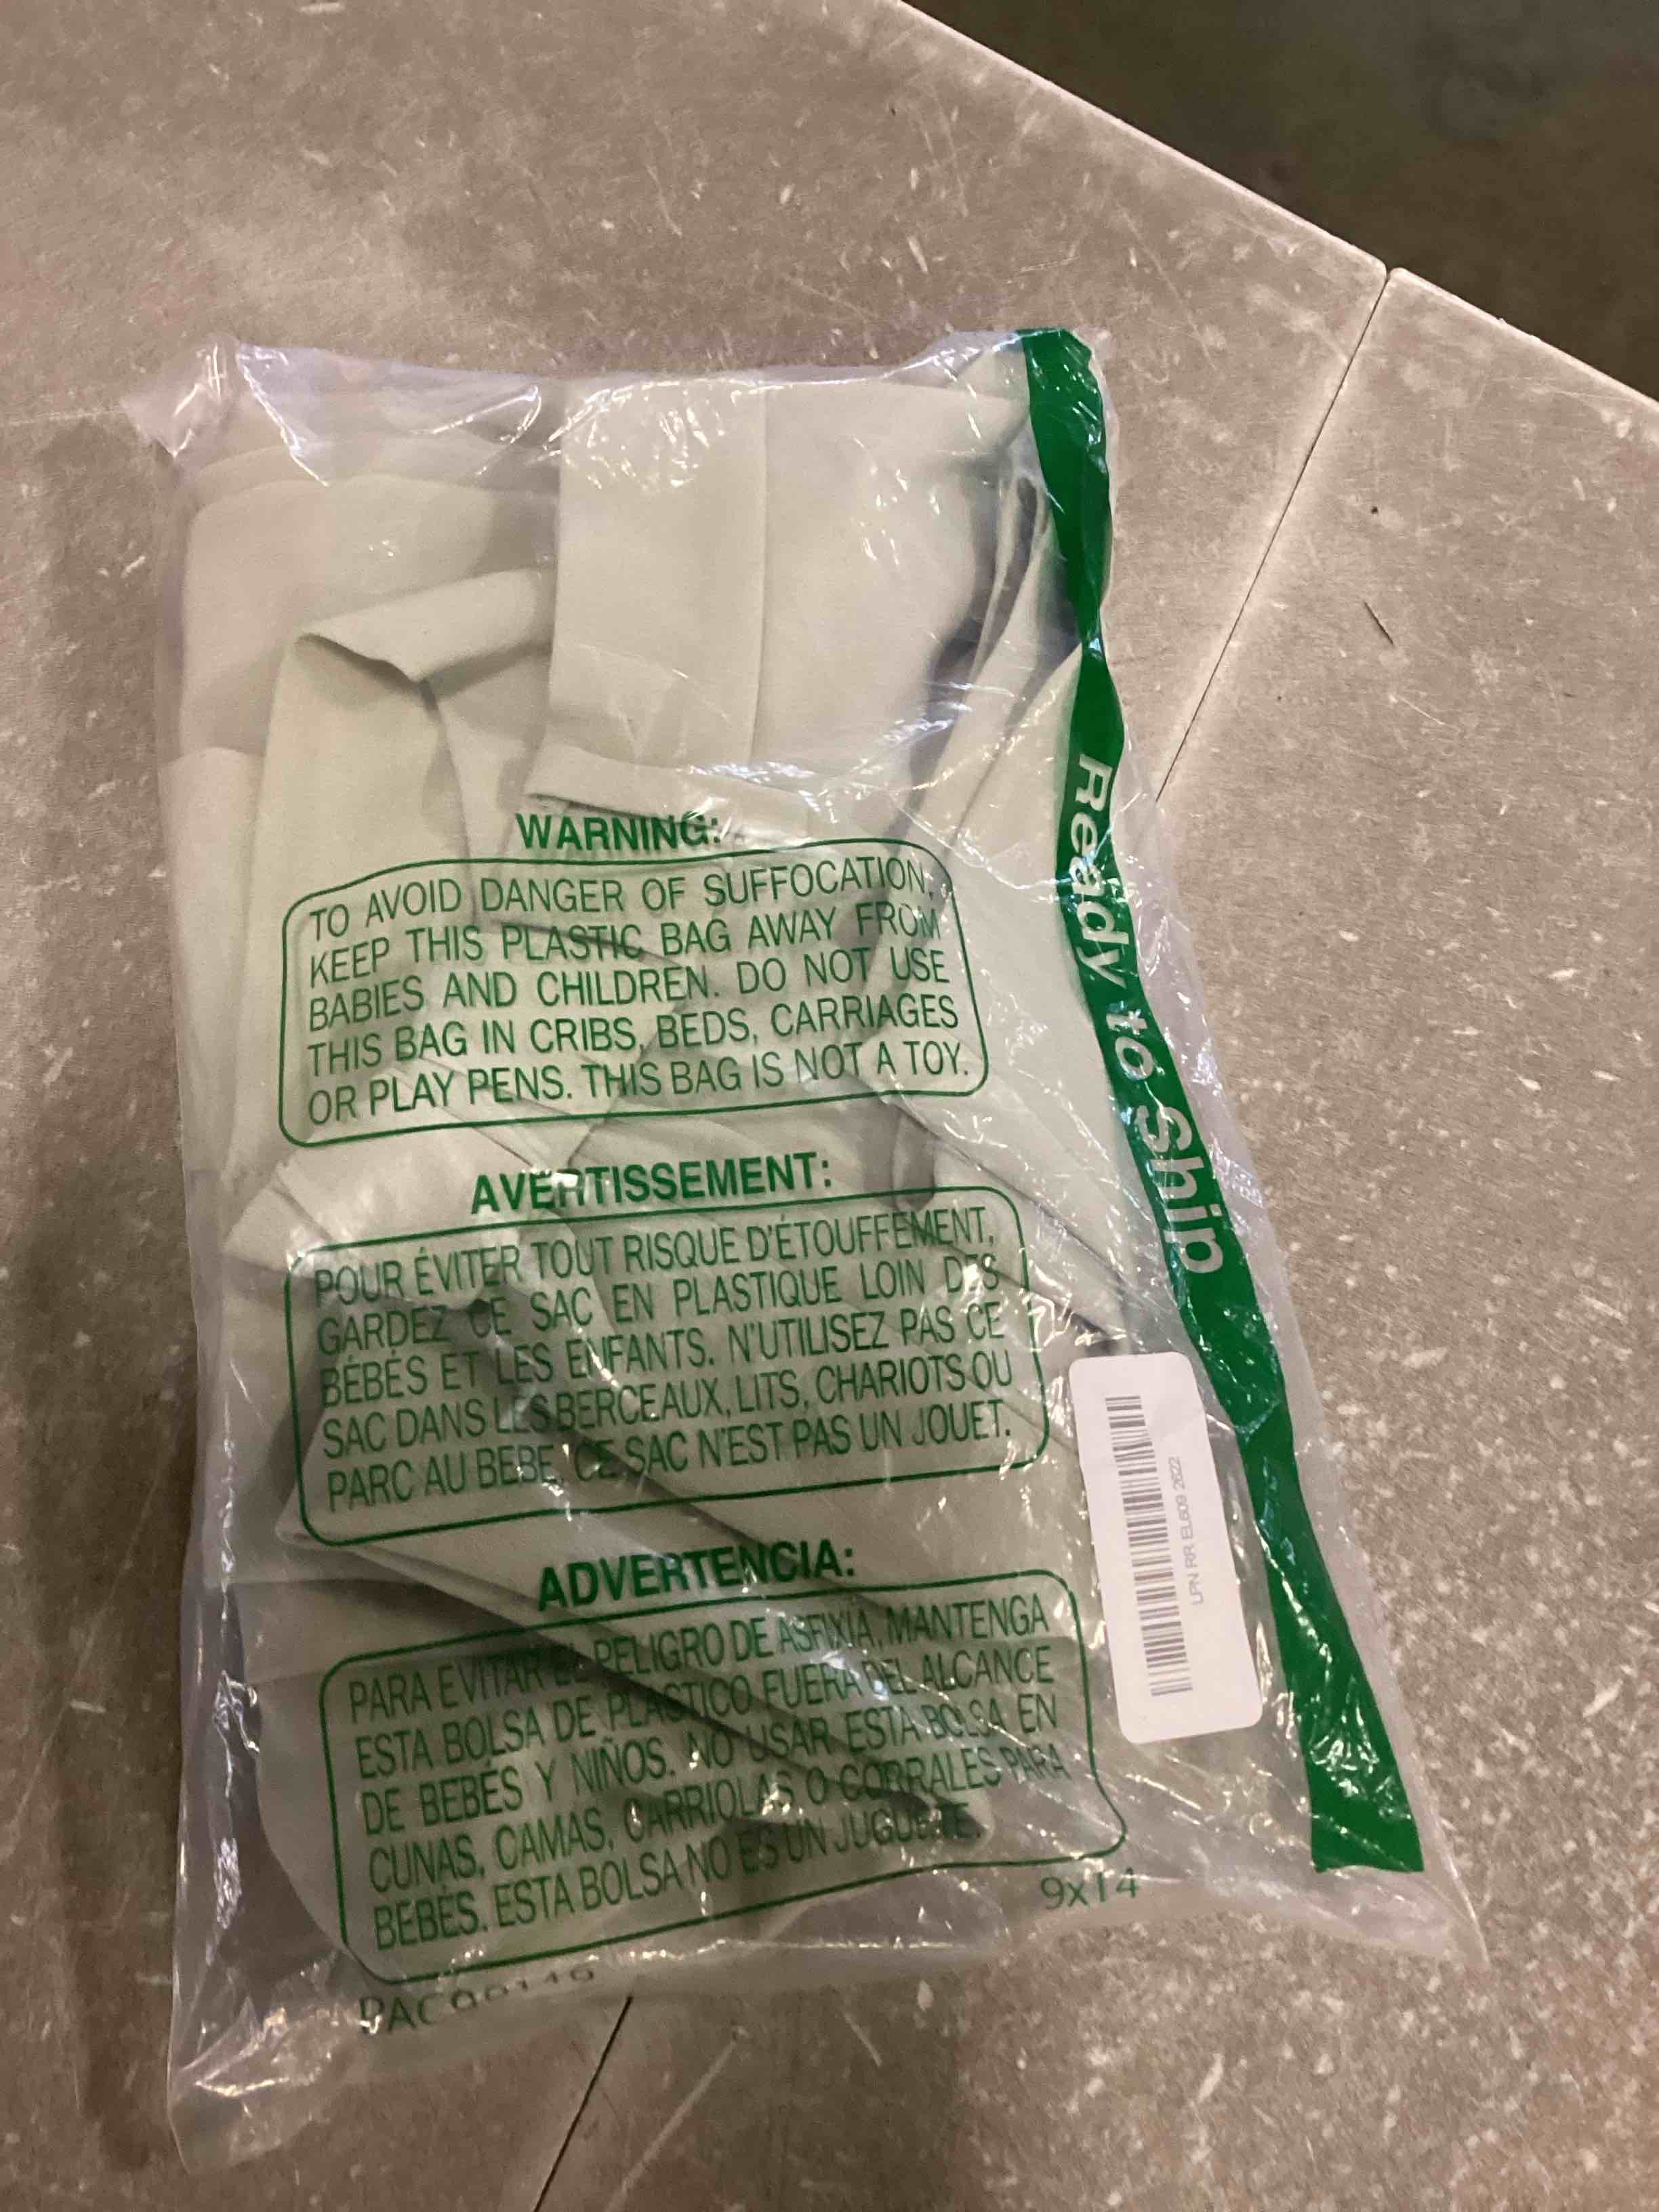 WARNING:
TO AVOID DANGER OF SUFFOCATION,
KEEP THIS PLASTIC BAG AWAY FROM
BABIES AND CHILDREN. DO NOT USE
THIS BAG IN CRIBS, BEDS, CARRIAGES
OR PLAY PENS. THIS BAG IS NOT A TOY.
AVERTISSEMENT:
POUR ÉVITER TOUT RISQUE D'ÉTOUFFEMENT,
GARDEZ CE SAC EN PLASTIQUE LOIN DES
BÉBÉS ET LES ENFANTS. N'UTILISEZ PAS CE
SAC DANS LES BERCEAUX, LITS, CHARIOTS OU
PARC AU BEBE, CE SAC N'EST PAS UN JOUET.
ADVERTENCIA:
PARA EVITAR EL PELIGRO DE ASFIXIA, MANTENGA
ESTA BOLSA DE PLASTICO FUERA DEL ALCANCE
DE BEBÉS Y NIÑOS. NO USAR ESTA BOLSA EN
CUNAS, CAMAS, CARRIOLAS O CORRALES PARA
BEBÉS. ESTA BOLSA NO ES UN JUGUETE.
9x14
Ready to Ship
LPN RR EL609 2622